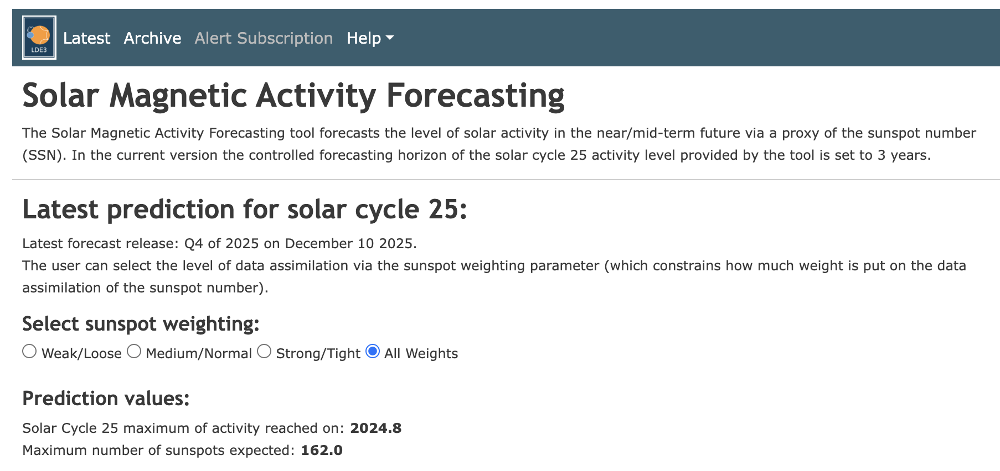 LDE3
Latest Archive Alert Subscription Help
Solar Magnetic Activity Forecasting
The Solar Magnetic Activity Forecasting tool forecasts the level of solar activity in the near/mid-term future via a proxy of the sunspot number
(SSN). In the current version the controlled forecasting horizon of the solar cycle 25 activity level provided by the tool is set to 3 years.
Latest prediction for solar cycle 25:
Latest forecast release: Q4 of 2025 on December 10 2025.
The user can select the level of data assimilation via the sunspot weighting parameter (which constrains how much weight is put on the data
assimilation of the sunspot number).
Select sunspot weighting:
Weak/Loose Medium/Normal Strong/Tight All Weights
Prediction values:
Solar Cycle 25 maximum of activity reached on: 2024.8
Maximum number of sunspots expected: 162.0